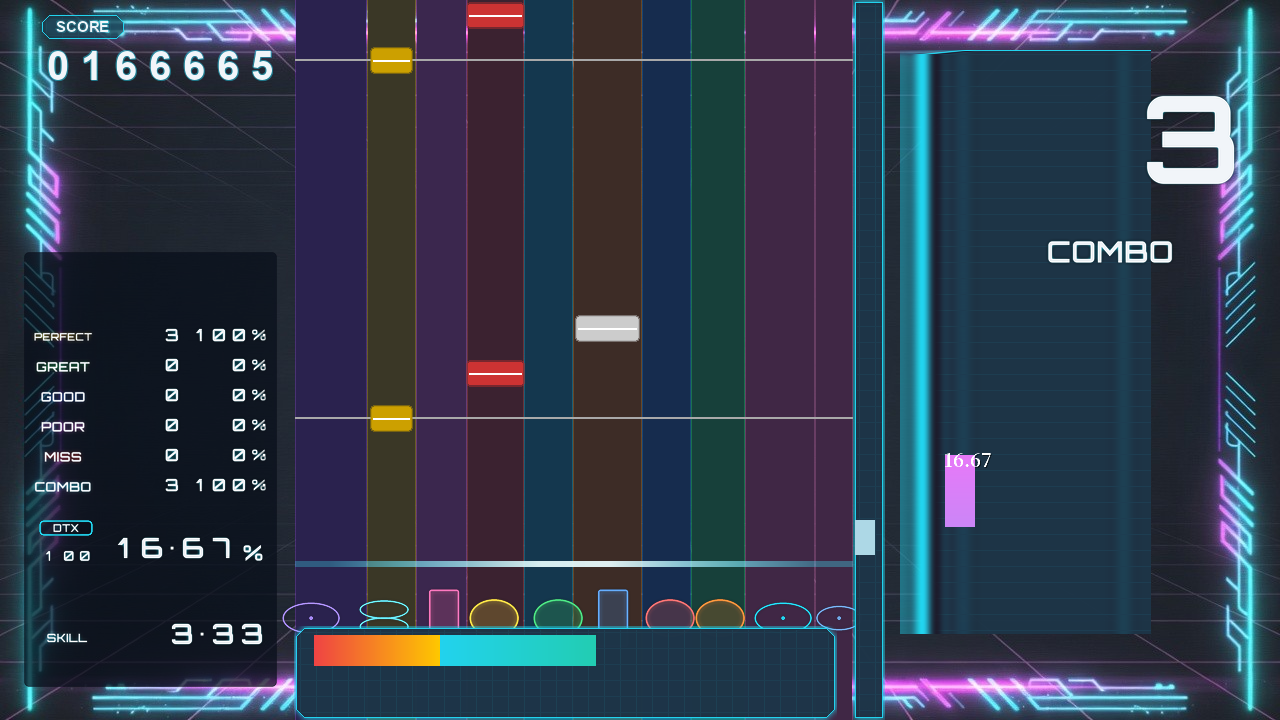 SCORE
0166665
3
COMBO
PERFECT 3 100%
GREAT 0 0%
GOOD 0 0%
POOR 0 0%
MISS 0 0%
COMBO 3 100%
DTX
100 16.67%
SKILL 3.33
16.67